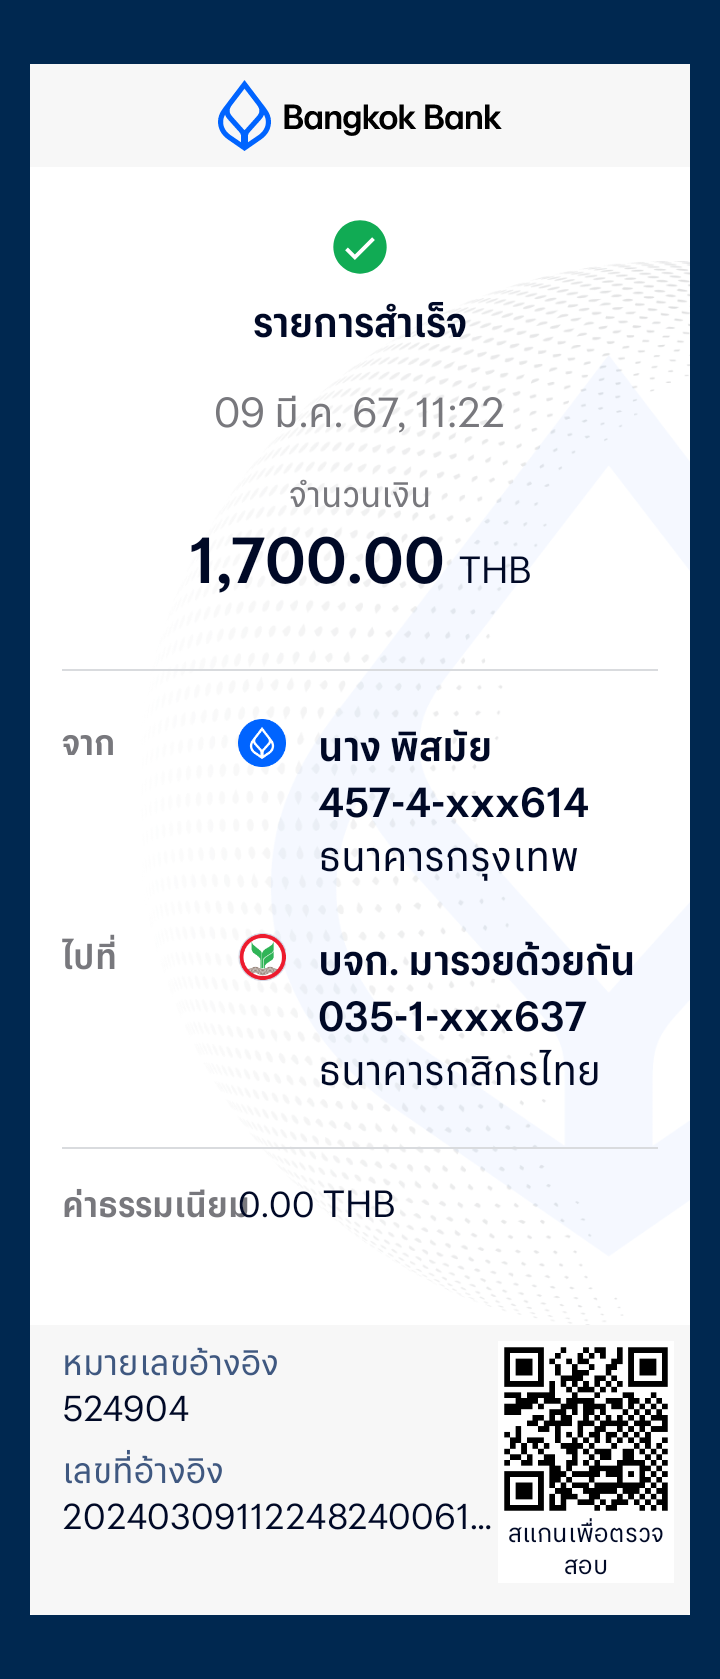 Bangkok Bank
รายการสำเร็จ
09 มี.ค. 67, 11:22
จำนวนเงิน
1,700.00 THB
จาก
นาง พิสมัย
457-4-xxx614
ธนาคารกรุงเทพ
ไปที่
บจก. มารวยด้วยกัน
035-1-xxx637
ธนาคารกสิกรไทย
ค่าธรรมเนียม 0.00 THB
หมายเลขอ้างอิง
524904
เลขที่อ้างอิง
20240309112248240061...
สแกนเพื่อตรวจ
สอบ